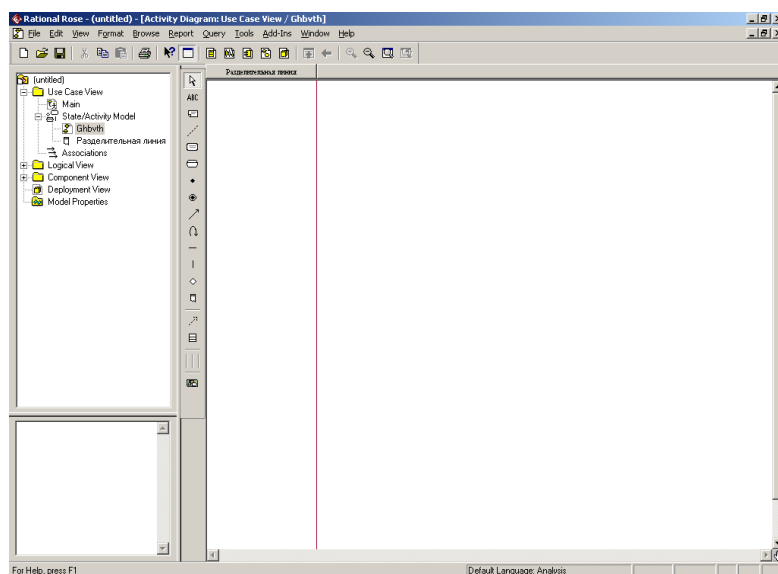 Rational Rose - (untitled) - [Activity Diagram: Use Case View / Ghbvth]
File Edit View Format Browse Report Query Tools Add-Ins Window Help
(untitled)
Use Case View
Main
State/Activity Model
Ghbvth
Разделительная линия
Associations
Logical View
Component View
Deployment View
Model Properties
ABC
Разделительная линия
For Help, press F1
Default Language: Analysis